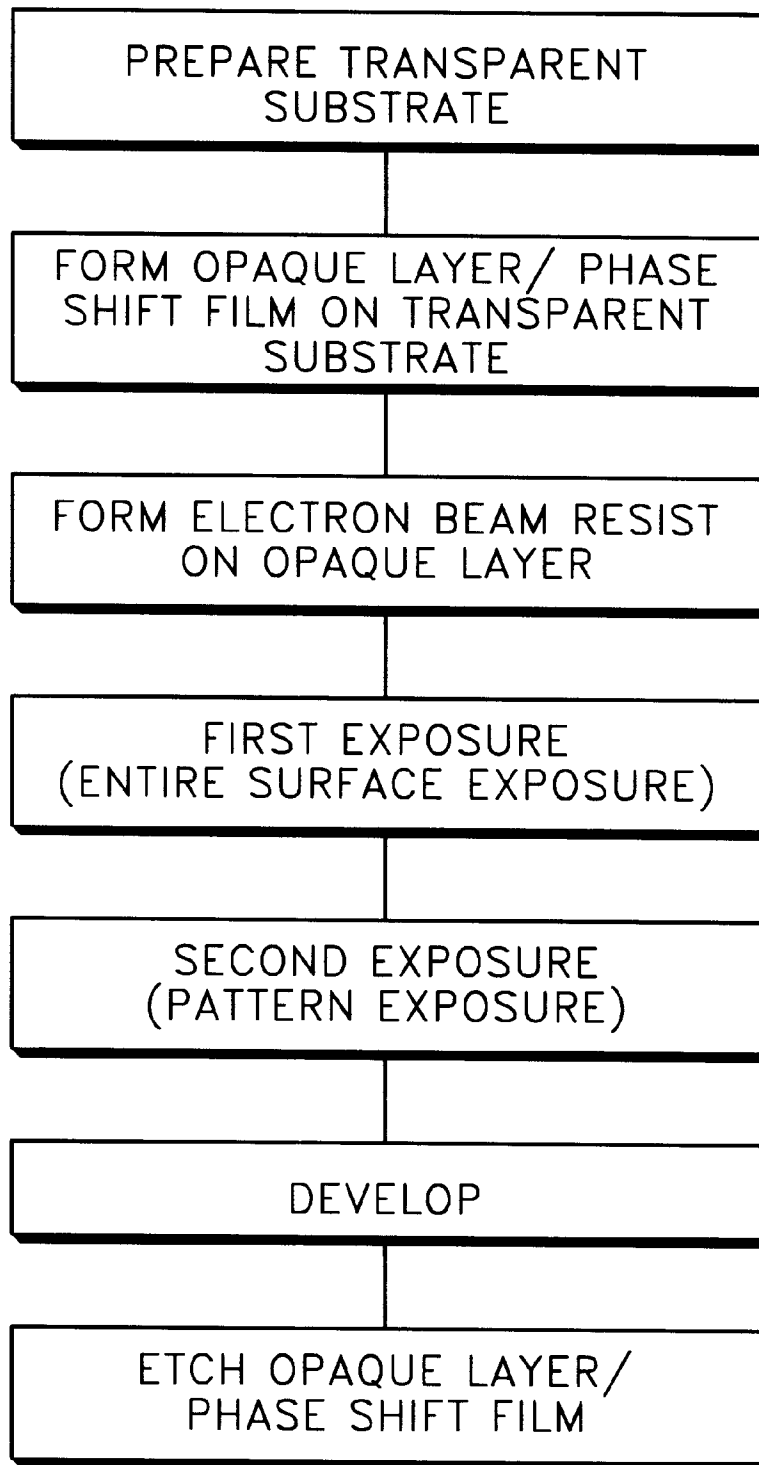 PREPARE TRANSPARENT
SUBSTRATE
FORM OPAQUE LAYER/ PHASE
SHIFT FILM ON TRANSPARENT
SUBSTRATE
FORM ELECTRON BEAM RESIST
ON OPAQUE LAYER
FIRST EXPOSURE
(ENTIRE SURFACE EXPOSURE)
SECOND EXPOSURE
(PATTERN EXPOSURE)
DEVELOP
ETCH OPAQUE LAYER/
PHASE SHIFT FILM